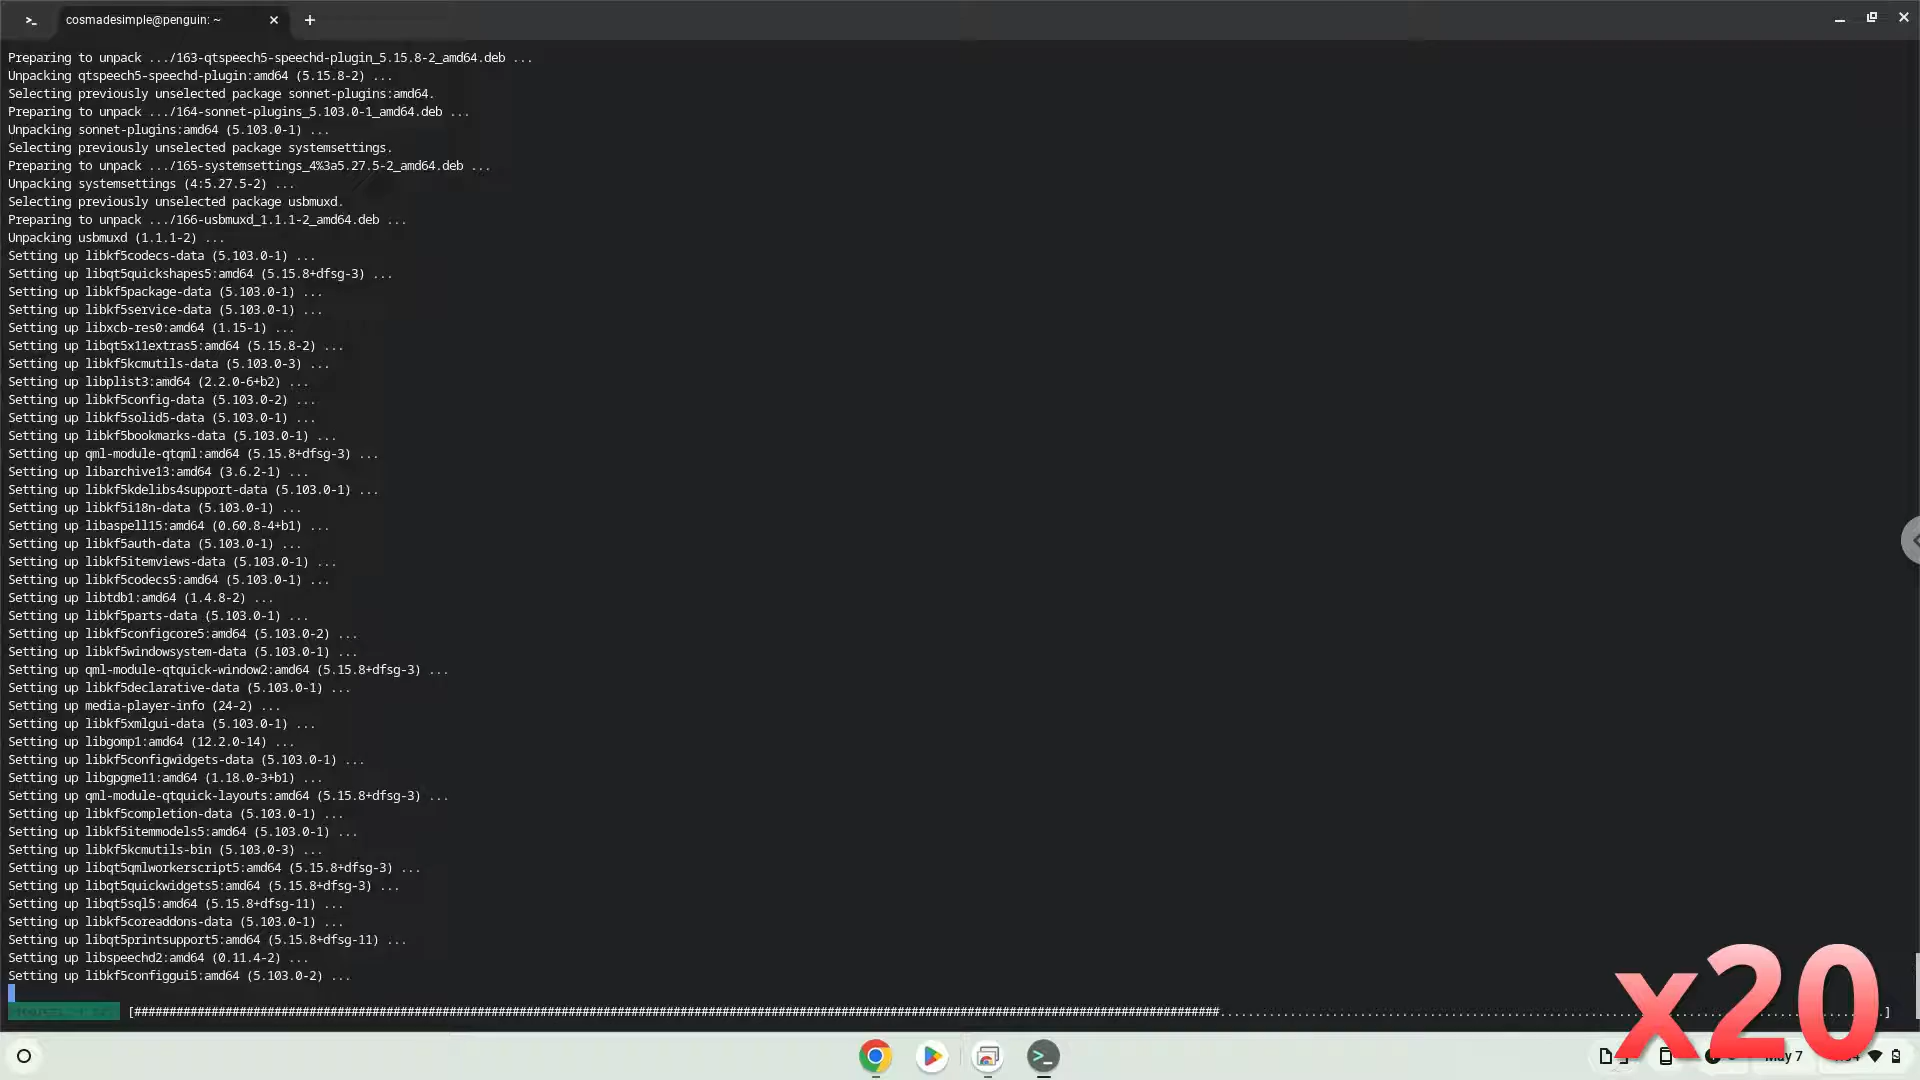 cosmadesimple@penguin: ~
Preparing to unpack .../163-qtspeech5-speechd-plugin_5.15.8-2_amd64.deb ...
Unpacking qtspeech5-speechd-plugin:amd64 (5.15.8-2) ...
Selecting previously unselected package sonnet-plugins:amd64.
Preparing to unpack .../164-sonnet-plugins_5.103.0-1_amd64.deb ...
Unpacking sonnet-plugins:amd64 (5.103.0-1) ...
Selecting previously unselected package systemsettings.
Preparing to unpack .../165-systemsettings_4%3a5.27.5-2_amd64.deb ...
Unpacking systemsettings (4:5.27.5-2) ...
Selecting previously unselected package usbmuxd.
Preparing to unpack .../166-usbmuxd_1.1.1-2_amd64.deb ...
Unpacking usbmuxd (1.1.1-2) ...
Setting up libkf5codecs-data (5.103.0-1) ...
Setting up libqt5quickshapes5:amd64 (5.15.8+dfsg-3) ...
Setting up libkf5package-data (5.103.0-1) ...
Setting up libkf5service-data (5.103.0-1) ...
Setting up libxcb-res0:amd64 (1.15-1) ...
Setting up libqt5x11extras5:amd64 (5.15.8-2) ...
Setting up libkf5kcmutils-data (5.103.0-3) ...
Setting up libplist3:amd64 (2.2.0-6+b2) ...
Setting up libkf5config-data (5.103.0-2) ...
Setting up libkf5solid5-data (5.103.0-1) ...
Setting up libkf5bookmarks-data (5.103.0-1) ...
Setting up qml-module-qtqml:amd64 (5.15.8+dfsg-3) ...
Setting up libarchive13:amd64 (3.6.2-1) ...
Setting up libkf5kdelibs4support-data (5.103.0-1) ...
Setting up libkf5i18n-data (5.103.0-1) ...
Setting up libaspell15:amd64 (0.60.8-4+b1) ...
Setting up libkf5auth-data (5.103.0-1) ...
Setting up libkf5itemviews-data (5.103.0-1) ...
Setting up libkf5codecs5:amd64 (5.103.0-1) ...
Setting up libtdb1:amd64 (1.4.8-2) ...
Setting up libkf5parts-data (5.103.0-1) ...
Setting up libkf5configcore5:amd64 (5.103.0-2) ...
Setting up libkf5windowsystem-data (5.103.0-1) ...
Setting up qml-module-qtquick-window2:amd64 (5.15.8+dfsg-3) ...
Setting up libkf5declarative-data (5.103.0-1) ...
Setting up media-player-info (24-2) ...
Setting up libkf5xmlgui-data (5.103.0-1) ...
Setting up libgomp1:amd64 (12.2.0-14) ...
Setting up libkf5configwidgets-data (5.103.0-1) ...
Setting up libgpgme11:amd64 (1.18.0-3+b1) ...
Setting up qml-module-qtquick-layouts:amd64 (5.15.8+dfsg-3) ...
Setting up libkf5completion-data (5.103.0-1) ...
Setting up libkf5itemmodels5:amd64 (5.103.0-1) ...
Setting up libkf5kcmutils-bin (5.103.0-3) ...
Setting up libqt5qmlworkerscript5:amd64 (5.15.8+dfsg-3) ...
Setting up libqt5quickwidgets5:amd64 (5.15.8+dfsg-3) ...
Setting up libqt5sql5:amd64 (5.15.8+dfsg-11) ...
Setting up libkf5coreaddons-data (5.103.0-1) ...
Setting up libqt5printsupport5:amd64 (5.15.8+dfsg-11) ...
Setting up libspeechd2:amd64 (0.11.4-2) ...
Setting up libkf5configgui5:amd64 (5.103.0-2) ...
x20
May 7